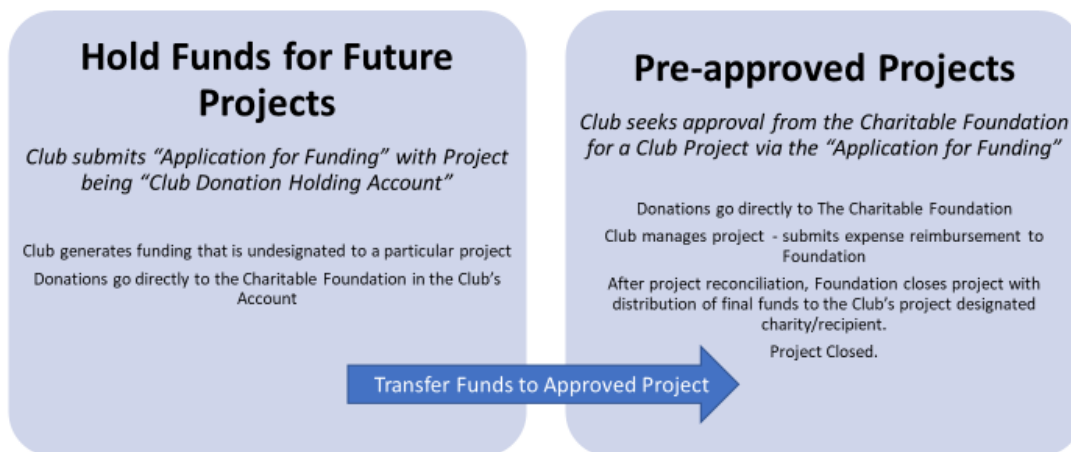 Hold Funds for Future
Projects
Club submits “Application for Funding” with Project
being “Club Donation Holding Account”
Club generates funding that is undesignated to a particular project
Donations go directly to the Charitable Foundation in the Club’s
Account
Pre-approved Projects
Club seeks approval from the Charitable Foundation
for a Club Project via the “Application for Funding”
Donations go directly to The Charitable Foundation
Club manages project - submits expense reimbursement to
Foundation
After project reconciliation, Foundation closes project with
distribution of final funds to the Club’s project designated
charity/recipient.
Project Closed.
Transfer Funds to Approved Project